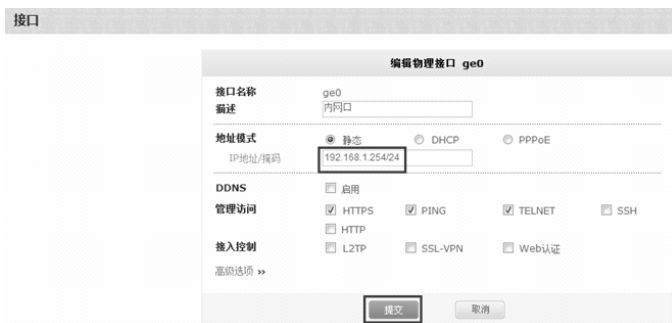 接口
编辑物理接口 ge0
接口名称 ge0
描述 内网口
地址模式 静态 DHCP PPPoE
IP地址/掩码 192.168.1.254/24
DDNS 启用
管理访问 HTTPS PING TELNET SSH
HTTP
接入控制 L2TP SSL-VPN Web认证
高级选项 »
提交 取消